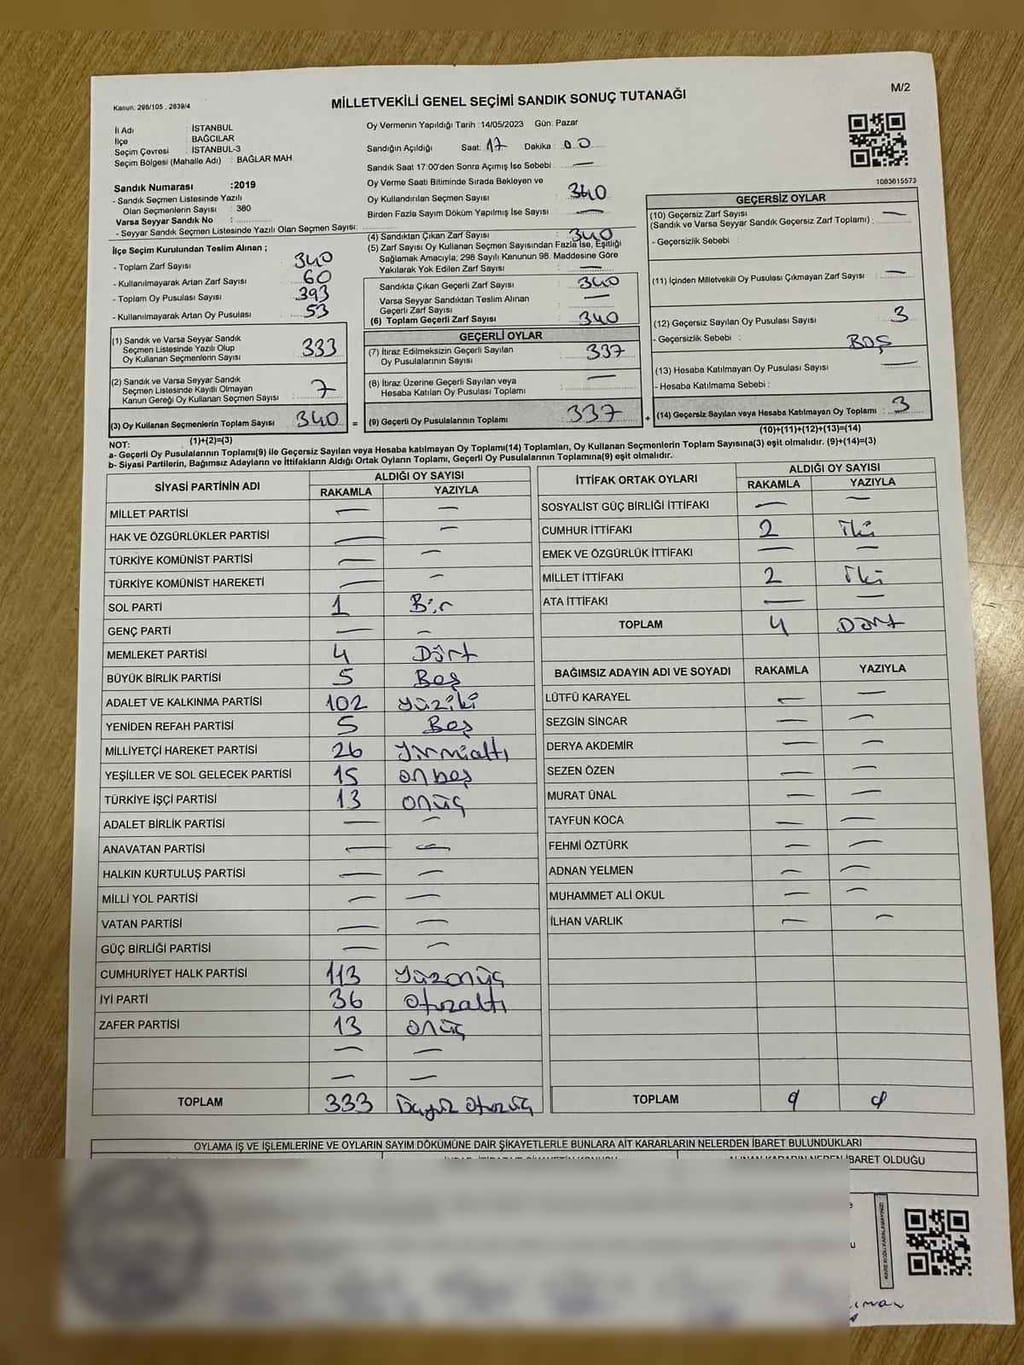 M/2
Kanun: 298/105 , 2839/4
MİLLETVEKİLİ GENEL SEÇİMİ SANDIK SONUÇ TUTANAĞI
İl Adı : İSTANBUL
İlçe : BAĞCILAR
Seçim Çevresi : İSTANBUL-3
Seçim Bölgesi (Mahalle Adı) : BAĞLAR MAH
Sandık Numarası :2019
- Sandık Seçmen Listesinde Yazılı
Olan Seçmenlerin Sayısı : 380
Varsa Seyyar Sandık No :
- Seyyar Sandık Seçmen Listesinde Yazılı Olan Seçmen Sayısı:
Oy Vermenin Yapıldığı Tarih :14/05/2023 Gün: Pazar
Sandığın Açıldığı Saat: 17 Dakika: 00
Sandık Saat 17:00'den Sonra Açımış İse Sebebi : —
Oy Verme Saati Bitiminde Sırada Bekleyen ve
Oy Kullandırılan Seçmen Sayısı : 340
Birden Fazla Sayım Döküm Yapılmış İse Sayısı : —
İlçe Seçim Kurulundan Teslim Alınan ;
- Toplam Zarf Sayısı : 340
- Kullanılmayarak Artan Zarf Sayısı : 60
- Toplam Oy Pusulası Sayısı : 393
- Kullanılmayarak Artan Oy Pusulası : 53
(1) Sandık ve Varsa Seyyar Sandık
Seçmen Listesinde Yazılı Olup
Oy Kullanan Seçmenlerin Sayısı : 333
(2) Sandık ve Varsa Seyyar Sandık
Seçmen Listesinde Kayıtlı Olmayan
Kanun Gereği Oy Kullanan Seçmen Sayısı : 7
(3) Oy Kullanan Seçmenlerin Toplam Sayısı : 340
(1)+(2)=(3)
(4) Sandıktan Çıkan Zarf Sayısı : 340
(5) Zarf Sayısı Oy Kullanan Seçmen Sayısından Fazla İse, Eşitliği
Sağlamak Amacıyla; 298 Sayılı Kanunun 98. Maddesine Göre
Yakılarak Yok Edilen Zarf Sayısı : —
Sandıkta Çıkan Geçerli Zarf Sayısı : 340
Varsa Seyyar Sandıktan Teslim Alınan
Geçerli Zarf Sayısı : —
(6) Toplam Geçerli Zarf Sayısı : 340
GEÇERLİ OYLAR
(7) İtiraz Edilmeksizin Geçerli Sayılan
Oy Pusulalarının Sayısı : 337
(8) İtiraz Üzerine Geçerli Sayılan veya
Hesaba Katılan Oy Pusulası Toplamı : —
= (9) Geçerli Oy Pusulalarının Toplamı : 337 +
1083615573
GEÇERSİZ OYLAR
(10) Geçersiz Zarf Sayısı
(Sandık ve Varsa Seyyar Sandık Geçersiz Zarf Toplamı) : —
- Geçersizlik Sebebi :
(11) İçinden Milletvekili Oy Pusulası Çıkmayan Zarf Sayısı : —
(12) Geçersiz Sayılan Oy Pusulası Sayısı : 3
- Geçersizlik Sebebi : BOŞ
(13) Hesaba Katılmayan Oy Pusulası Sayısı : —
- Hesaba Katılmama Sebebi :
(14) Geçersiz Sayılan veya Hesaba Katılmayan Oy Toplamı : 3
(10)+(11)+(12)+(13)=(14)
NOT:
a- Geçerli Oy Pusulalarının Toplamı(9) ile Geçersiz Sayılan veya Hesaba katılmayan Oy Toplamı(14) Toplamları, Oy Kullanan Seçmenlerin Toplam Sayısına(3) eşit olmalıdır. (9)+(14)=(3)
b- Siyasi Partilerin, Bağımsız Adayların ve İttifakların Aldığı Ortak Oyların Toplamı, Geçerli Oy Pusulalarının Toplamına(9) eşit olmalıdır.
SİYASİ PARTİNİN ADI ALDIĞI OY SAYISI
RAKAMLA YAZIYLA
MİLLET PARTİSİ — —
HAK VE ÖZGÜRLÜKLER PARTİSİ — —
TÜRKİYE KOMÜNİST PARTİSİ — —
TÜRKİYE KOMÜNİST HAREKETİ — —
SOL PARTİ 1 Bir
GENÇ PARTİ — —
MEMLEKET PARTİSİ 4 Dört
BÜYÜK BİRLİK PARTİSİ 5 Beş
ADALET VE KALKINMA PARTİSİ 102 yüziki
YENİDEN REFAH PARTİSİ 5 Beş
MİLLİYETÇİ HAREKET PARTİSİ 26 yirmialtı
YEŞİLLER VE SOL GELECEK PARTİSİ 15 onbeş
TÜRKİYE İŞÇİ PARTİSİ 13 onüç
ADALET BİRLİK PARTİSİ — —
ANAVATAN PARTİSİ — —
HALKIN KURTULUŞ PARTİSİ — —
MİLLİ YOL PARTİSİ — —
VATAN PARTİSİ — —
GÜÇ BİRLİĞİ PARTİSİ — —
CUMHURİYET HALK PARTİSİ 113 yüzonüç
İYİ PARTİ 36 otuzaltı
ZAFER PARTİSİ 13 onüç
— —
— —
TOPLAM 333 üçyüz otuzüç
İTTİFAK ORTAK OYLARI ALDIĞI OY SAYISI
RAKAMLA YAZIYLA
SOSYALİST GÜÇ BİRLİĞİ İTTİFAKI — —
CUMHUR İTTİFAKI 2 iki
EMEK VE ÖZGÜRLÜK İTTİFAKI — —
MİLLET İTTİFAKI 2 iki
ATA İTTİFAKI — —
TOPLAM 4 Dört
BAĞIMSIZ ADAYIN ADI VE SOYADI RAKAMLA YAZIYLA
LÜTFÜ KARAYEL — —
SEZGİN SİNCAR — —
DERYA AKDEMİR — —
SEZEN ÖZEN — —
MURAT ÜNAL — —
TAYFUN KOCA — —
FEHMİ ÖZTÜRK — —
ADNAN YELMEN — —
MUHAMMET ALİ OKUL — —
İLHAN VARLIK — —
TOPLAM
OYLAMA İŞ VE İŞLEMLERİNE VE OYLARIN SAYIM DÖKÜMÜNE DAİR ŞİKAYETLERLE BUNLARA AİT KARARLARIN NELERDEN İBARET BULUNDUKLARI
İBARET OLDUĞU